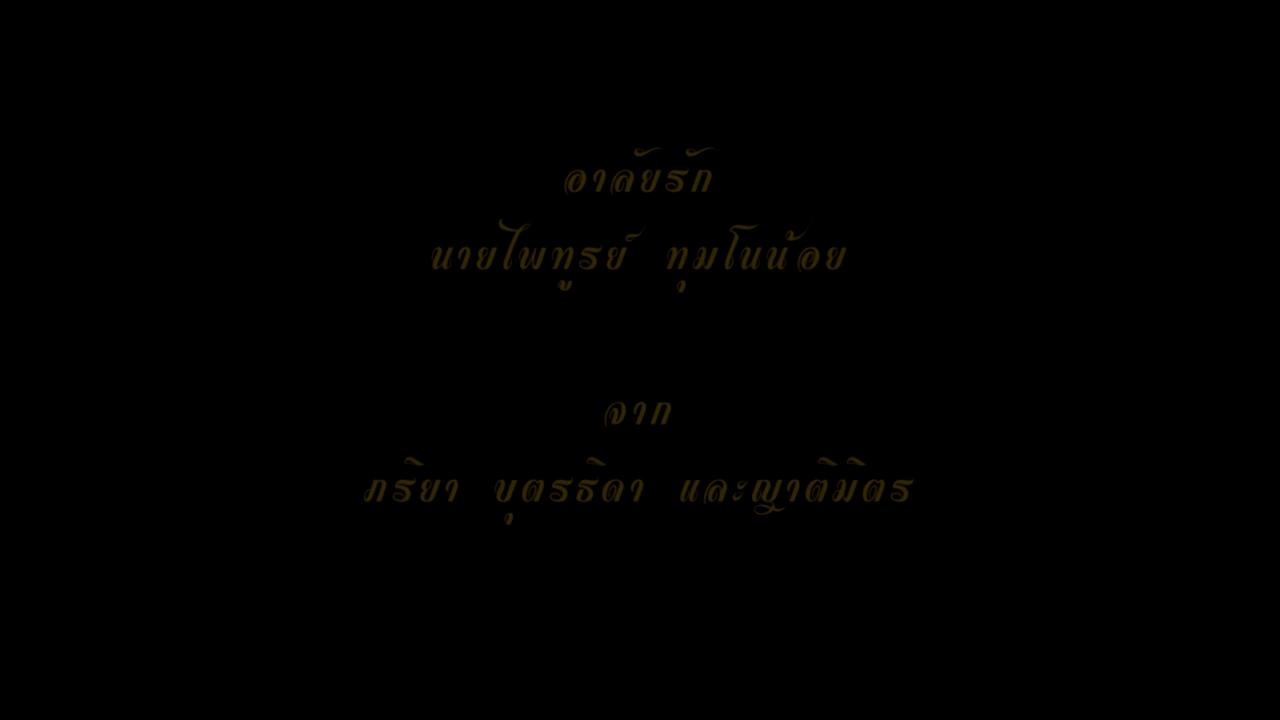 อาลัยรัก
นายไพฑูรย์ ทุมโนน้อย
จาก
ภริยา บุตรธิดา และญาติมิตร